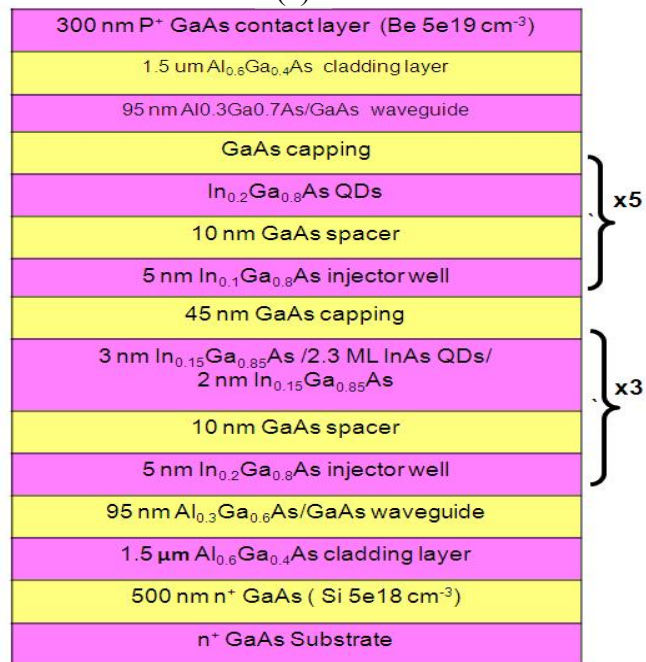 300 nm P⁺ GaAs contact layer (Be 5e19 cm⁻³)
1.5 um Al₀.₆Ga₀.₄As cladding layer
95 nm Al0.3Ga0.7As/GaAs waveguide
GaAs capping
In₀.₂Ga₀.₈As QDs
x5
10 nm GaAs spacer
5 nm In₀.₁Ga₀.₈As injector well
45 nm GaAs capping
3 nm In₀.₁₅Ga₀.₈₅As /2.3 ML InAs QDs/
2 nm In₀.₁₅Ga₀.₈₅As
x3
10 nm GaAs spacer
5 nm In₀.₂Ga₀.₈As injector well
95 nm Al₀.₃Ga₀.₆As/GaAs waveguide
1.5 μm Al₀.₆Ga₀.₄As cladding layer
500 nm n⁺ GaAs ( Si 5e18 cm⁻³)
n⁺ GaAs Substrate